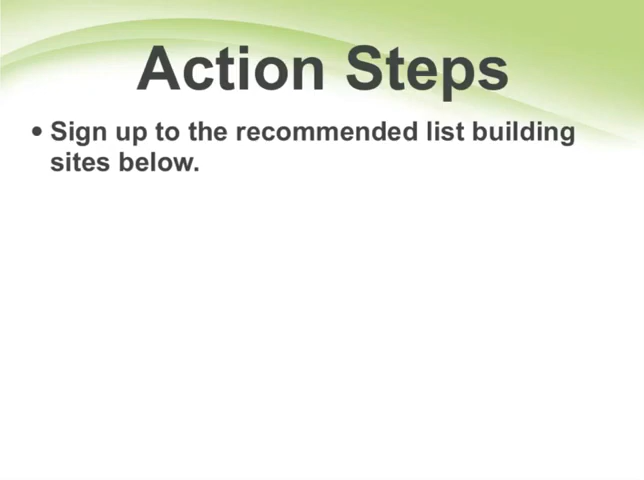 Action Steps
• Sign up to the recommended list building
sites below.